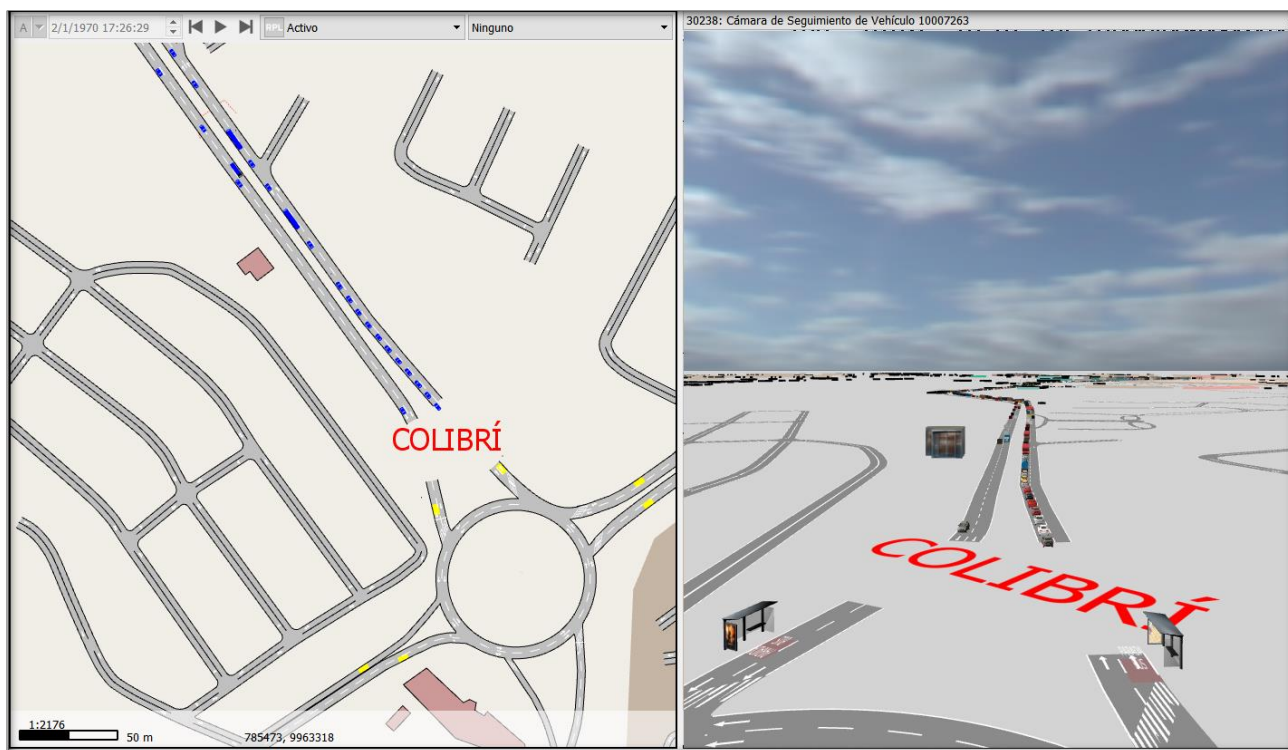 A 2/1/1970 17:26:29 RPL Activo Ninguno
COLIBRÍ
1:2176
50 m
785473, 9963318
30238: Cámara de Seguimiento de Vehículo 10007263
COLIBRÍ